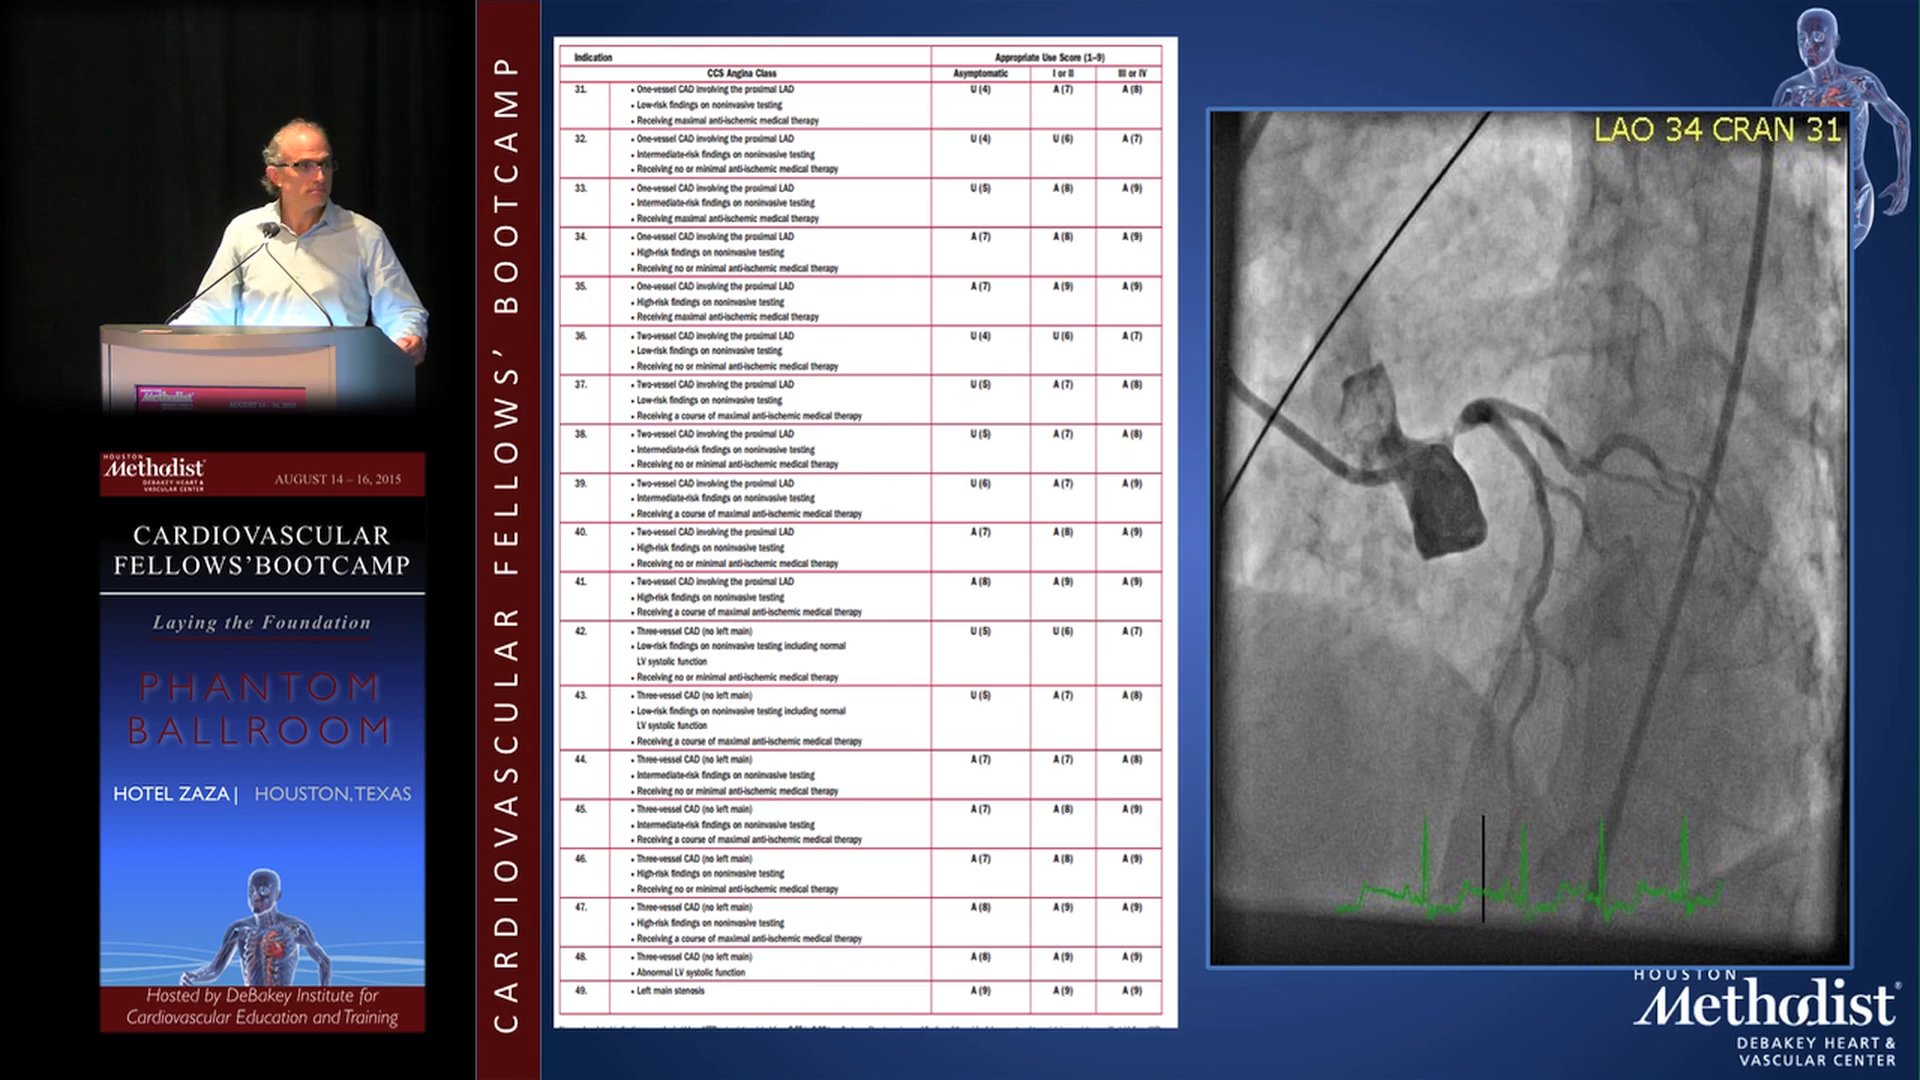 HOUSTON
Methodist
DEBAKEY HEART &
VASCULAR CENTER
AUGUST 14 – 16, 2015
CARDIOVASCULAR
FELLOWS'BOOTCAMP
Laying the Foundation
PHANTOM
BALLROOM
HOTEL ZAZA| HOUSTON,TEXAS
Hosted by DeBakey Institute for
Cardiovascular Education and Training
CARDIOVASCULAR FELLOWS' BOOTCAMP
Indication Appropriate Use Score (1–9)
CCS Angina Class Asymptomatic I or II III or IV
31. • One-vessel CAD involving the proximal LAD U (4) A (7) A (8)
• Low-risk findings on noninvasive testing
• Receiving maximal anti-ischemic medical therapy
32. • One-vessel CAD involving the proximal LAD U (4) U (6) A (7)
• Intermediate-risk findings on noninvasive testing
• Receiving no or minimal anti-ischemic medical therapy
33. • One-vessel CAD involving the proximal LAD U (5) A (8) A (9)
• Intermediate-risk findings on noninvasive testing
• Receiving maximal anti-ischemic medical therapy
34. • One-vessel CAD involving the proximal LAD A (7) A (8) A (9)
• High-risk findings on noninvasive testing
• Receiving no or minimal anti-ischemic medical therapy
35. • One-vessel CAD involving the proximal LAD A (7) A (9) A (9)
• High-risk findings on noninvasive testing
• Receiving maximal anti-ischemic medical therapy
36. • Two-vessel CAD involving the proximal LAD U (4) U (6) A (7)
• Low-risk findings on noninvasive testing
• Receiving no or minimal anti-ischemic medical therapy
37. • Two-vessel CAD involving the proximal LAD U (5) A (7) A (8)
• Low-risk findings on noninvasive testing
• Receiving a course of maximal anti-ischemic medical therapy
38. • Two-vessel CAD involving the proximal LAD U (5) A (7) A (8)
• Intermediate-risk findings on noninvasive testing
• Receiving no or minimal anti-ischemic medical therapy
39. • Two-vessel CAD involving the proximal LAD U (6) A (7) A (9)
• Intermediate-risk findings on noninvasive testing
• Receiving a course of maximal anti-ischemic medical therapy
40. • Two-vessel CAD involving the proximal LAD A (7) A (8) A (9)
• High-risk findings on noninvasive testing
• Receiving no or minimal anti-ischemic medical therapy
41. • Two-vessel CAD involving the proximal LAD A (8) A (9) A (9)
• High-risk findings on noninvasive testing
• Receiving a course of maximal anti-ischemic medical therapy
42. • Three-vessel CAD (no left main) U (5) U (6) A (7)
• Low-risk findings on noninvasive testing including normal
LV systolic function
• Receiving no or minimal anti-ischemic medical therapy
43. • Three-vessel CAD (no left main) U (5) A (7) A (8)
• Low-risk findings on noninvasive testing including normal
LV systolic function
• Receiving a course of maximal anti-ischemic medical therapy
44. • Three-vessel CAD (no left main) A (7) A (7) A (8)
• Intermediate-risk findings on noninvasive testing
• Receiving no or minimal anti-ischemic medical therapy
45. • Three-vessel CAD (no left main) A (7) A (8) A (9)
• Intermediate-risk findings on noninvasive testing
• Receiving a course of maximal anti-ischemic medical therapy
46. • Three-vessel CAD (no left main) A (7) A (8) A (9)
• High-risk findings on noninvasive testing
• Receiving no or minimal anti-ischemic medical therapy
47. • Three-vessel CAD (no left main) A (8) A (9) A (9)
• High-risk findings on noninvasive testing
• Receiving a course of maximal anti-ischemic medical therapy
48. • Three-vessel CAD (no left main) A (8) A (9) A (9)
• Abnormal LV systolic function
49. • Left main stenosis A (9) A (9) A (9)
LAO 34 CRAN 31
HOUSTON
Methodist
DEBAKEY HEART &
VASCULAR CENTER